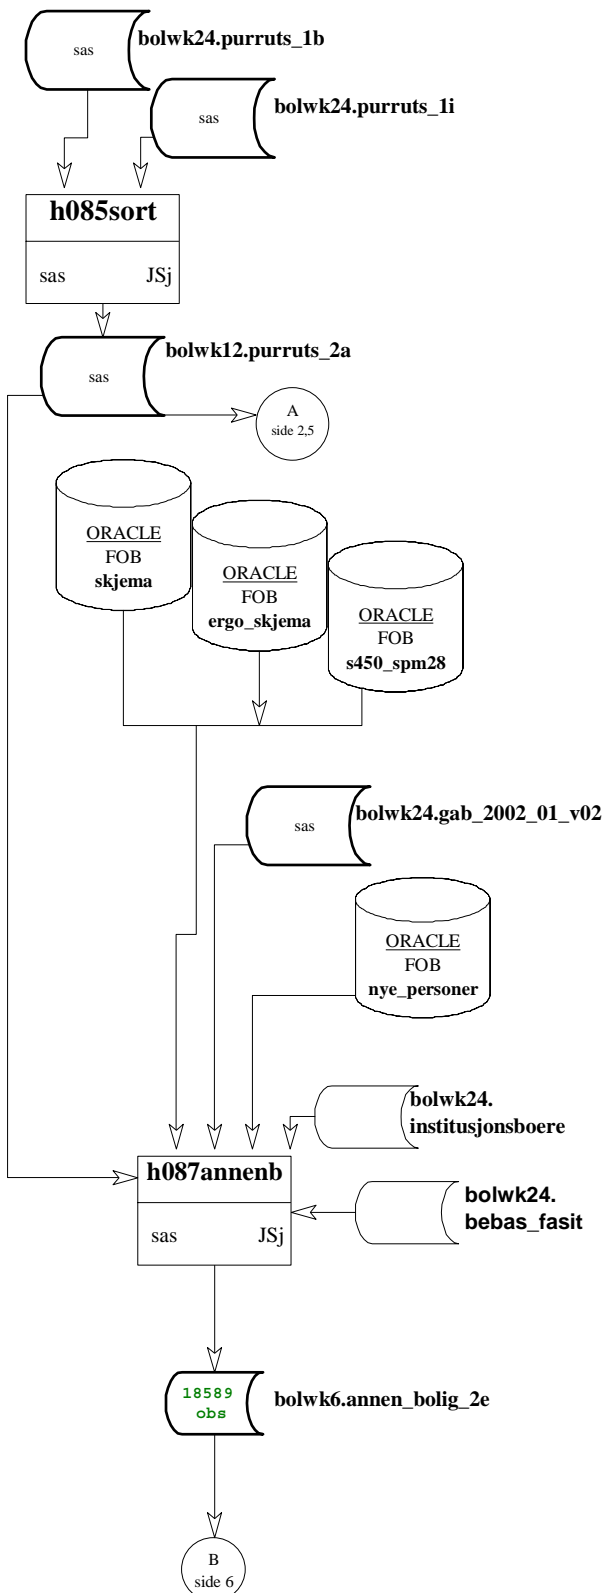 bolwk24.purruts_1b
sas
bolwk24.purruts_1i
sas
h085sort
sas JSj
bolwk12.purruts_2a
sas
A
side 2,5
ORACLE
FOB
skjema
ORACLE
FOB
ergo_skjema
ORACLE
FOB
s450_spm28
bolwk24.gab_2002_01_v02
sas
ORACLE
FOB
nye_personer
bolwk24.
institusjonsboere
h087annenb
sas JSj
bolwk24.
bebas_fasit
18589
obs
bolwk6.annen_bolig_2e
B
side 6